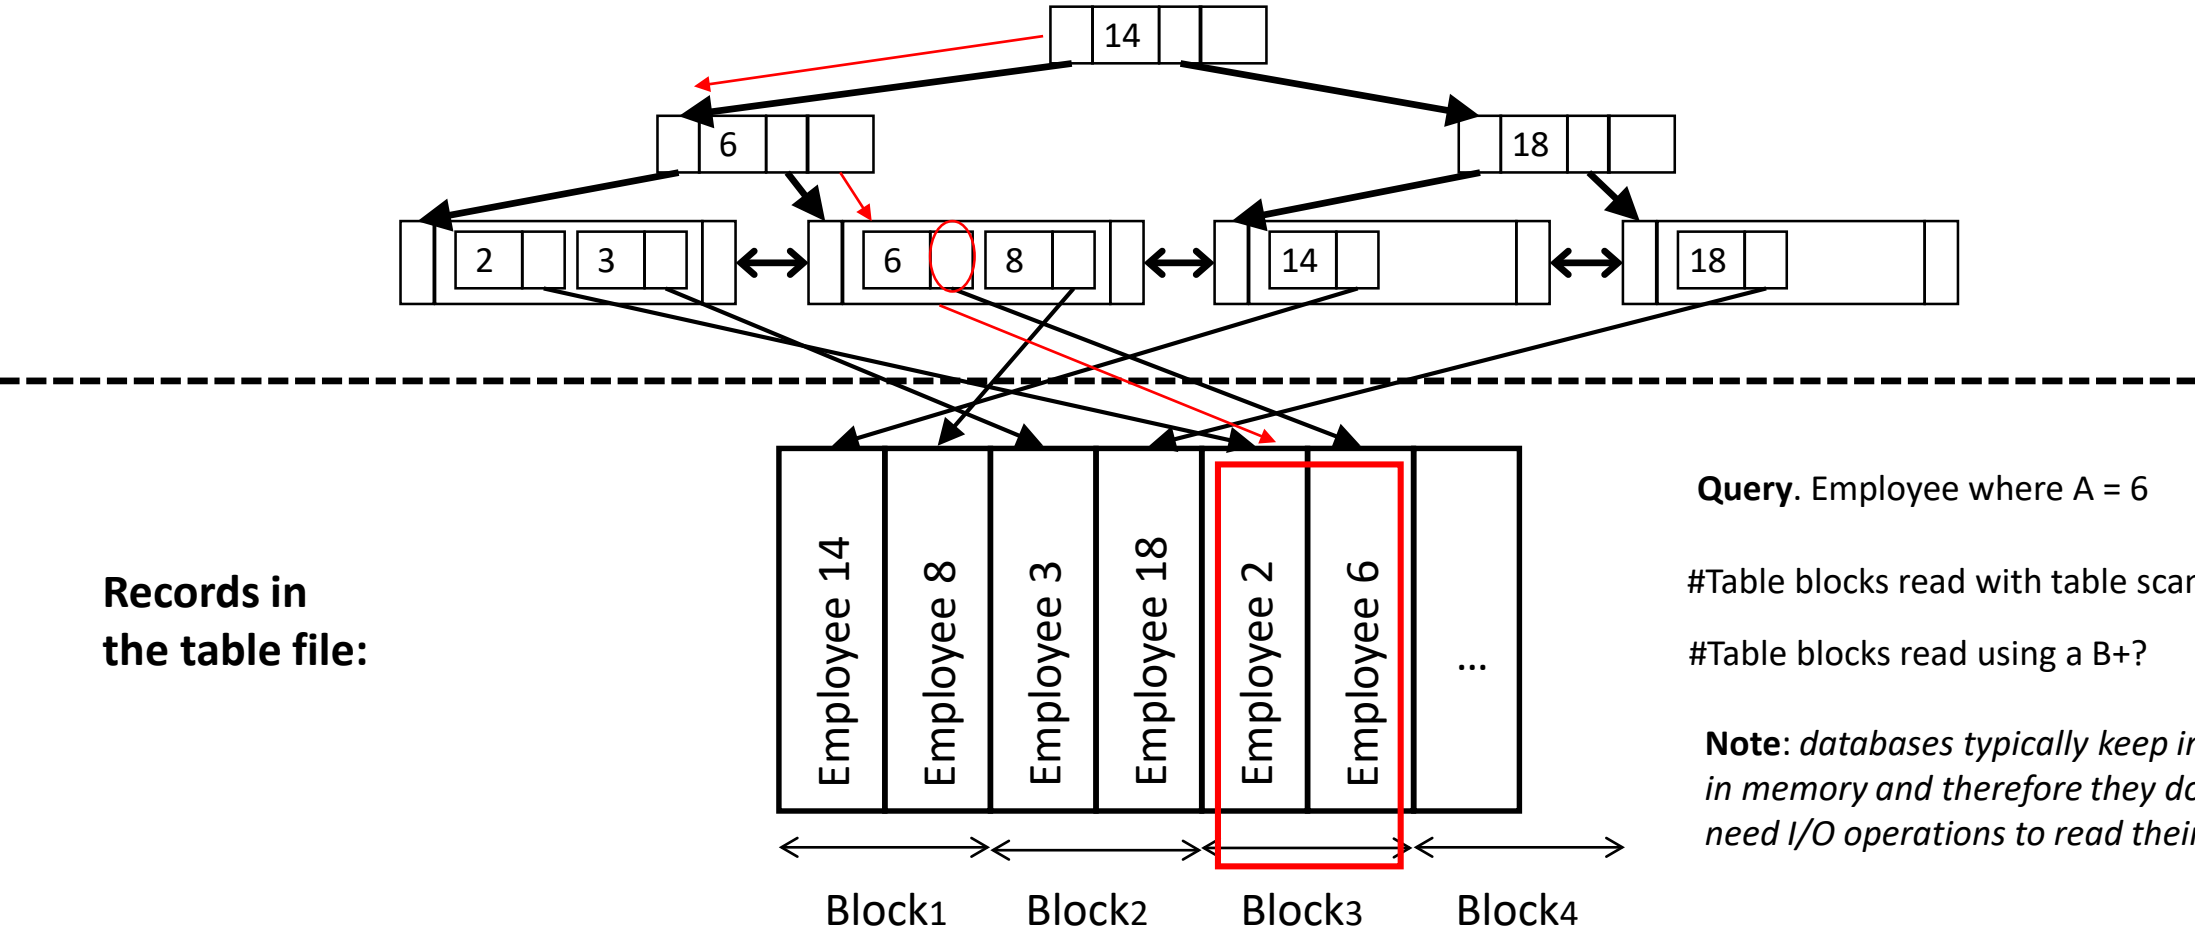 14
6
18
2
3
6
8
14
18
Records in
the table file:
Employee 14
Employee 8
Employee 3
Employee 18
Employee 2
Employee 6
...
Query. Employee where A = 6
#Table blocks read with table
#Table blocks read using a B+?
Note: databases typically keep
in memory and therefore they
need I/O operations to read their
Block1
Block2
Block3
Block4